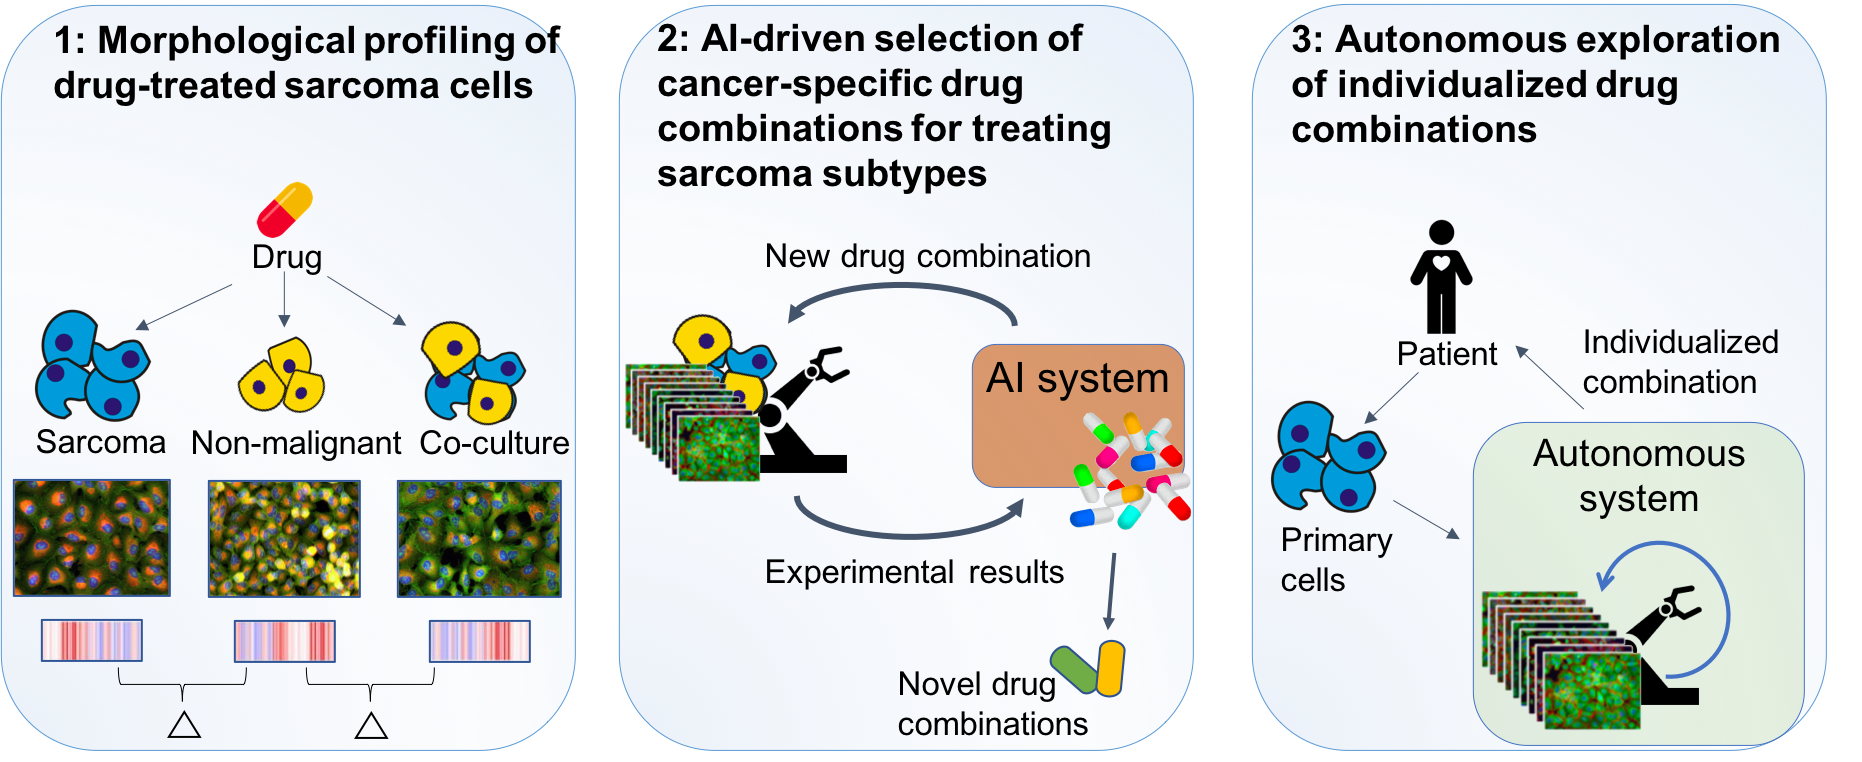 1: Morphological profiling of
drug-treated sarcoma cells
Drug
Sarcoma
Non-malignant
Co-culture
2: AI-driven selection of
cancer-specific drug
combinations for treating
sarcoma subtypes
New drug combination
AI system
Experimental results
Novel drug
combinations
3: Autonomous exploration
of individualized drug
combinations
Patient
Individualized
combination
Primary
cells
Autonomous
system